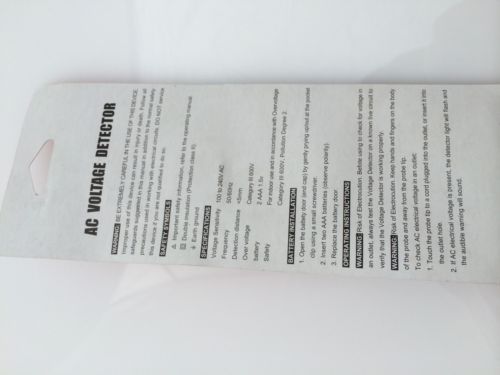 AC VOLTAGE DETECTOR
WARNING BE EXTREMELY CAREFUL IN THE USE OF THIS DEVICE.
Improper use of this device can result in injury or death. Follow all
safeguards suggested in this manual in addition to the normal safety
precautions used in working with electrical circuits. DO NOT service
this device if you are not qualified to do so.
SAFETY SYMBOLS
Important safety information, refer to the operating manual.
Double insulation (Protection class II)
Earth ground
SPECIFICATIONS
Voltage Sensitivity 100 to 240V AC
Frequency 50/60Hz
Detection distance
Over voltage Category III 600V
Battery 2 AAA 1.5v
Safety For indoor use and in accordance with Overvoltage
Category III 600V, Pollution Degree 2.
BATTERY INSTALLATION
1. Open the battery door (and cap) by gently prying up/out at the pocket
clip using a small screwdriver.
2. Insert two AAA batteries (observe polarity).
3. Replace the battery door.
OPERATING INSTRUCTIONS
WARNING Risk of Electrocution. Before using to check for voltage in
an outlet, always test the Voltage Detector on a known live circuit to
verify that the Voltage Detector is working properly.
WARNING Risk of Electrocution. Keep hands and fingers on the body
of the probe and away from the probe tip.
To check AC electrical voltage in an outlet:
1. Touch the probe tip to a cord plugged into the outlet, or insert it into
the outlet hole.
2. If AC electrical voltage is present, the detector light will flash and
the audible warning will sound.